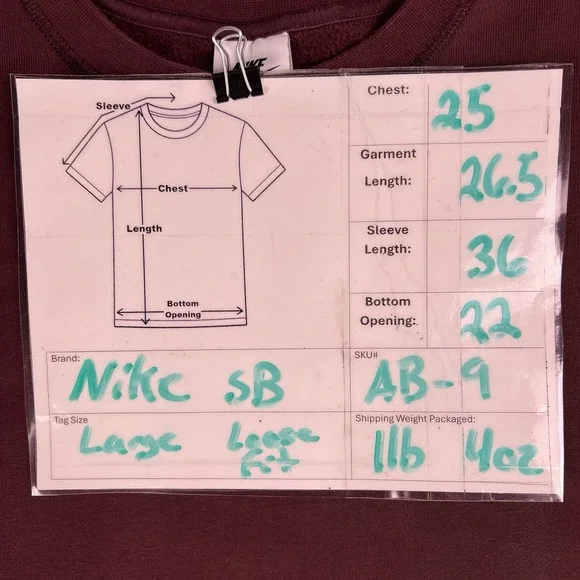 NIKE
Sleeve
Chest
Length
Bottom
Opening
Chest: 25
Garment
Length: 26.5
Sleeve
Length: 36
Bottom
Opening: 22
Brand: Nike SB
SKU# AB-9
Tag Size Large Loose
Fit
Shipping Weight Packaged: 1lb 4oz